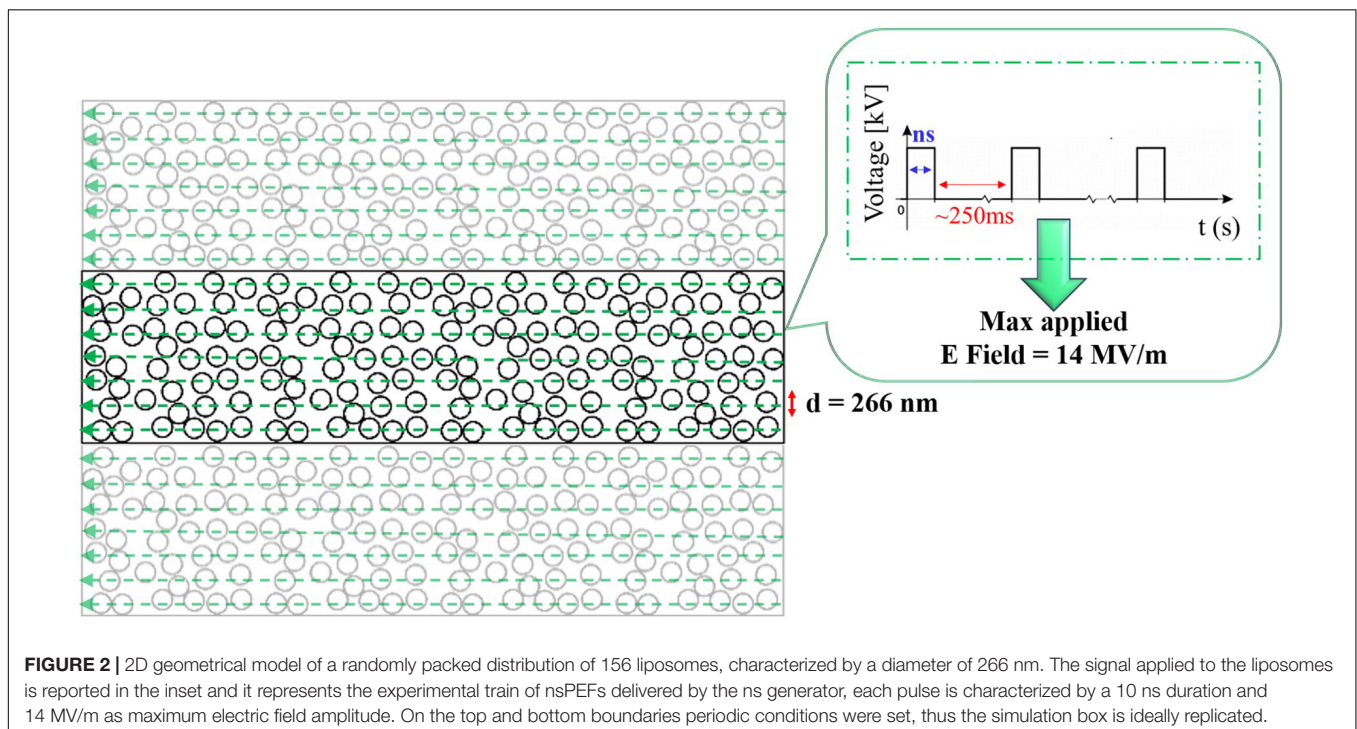 Voltage [kV]
ns
0
~250ms
t (s)
Max applied
E Field = 14 MV/m
d = 266 nm
FIGURE 2 | 2D geometrical model of a randomly packed distribution of 156 liposomes, characterized by a diameter of 266 nm. The signal applied to the liposomes
is reported in the inset and it represents the experimental train of nsPEFs delivered by the ns generator, each pulse is characterized by a 10 ns duration and
14 MV/m as maximum electric field amplitude. On the top and bottom boundaries periodic conditions were set, thus the simulation box is ideally replicated.